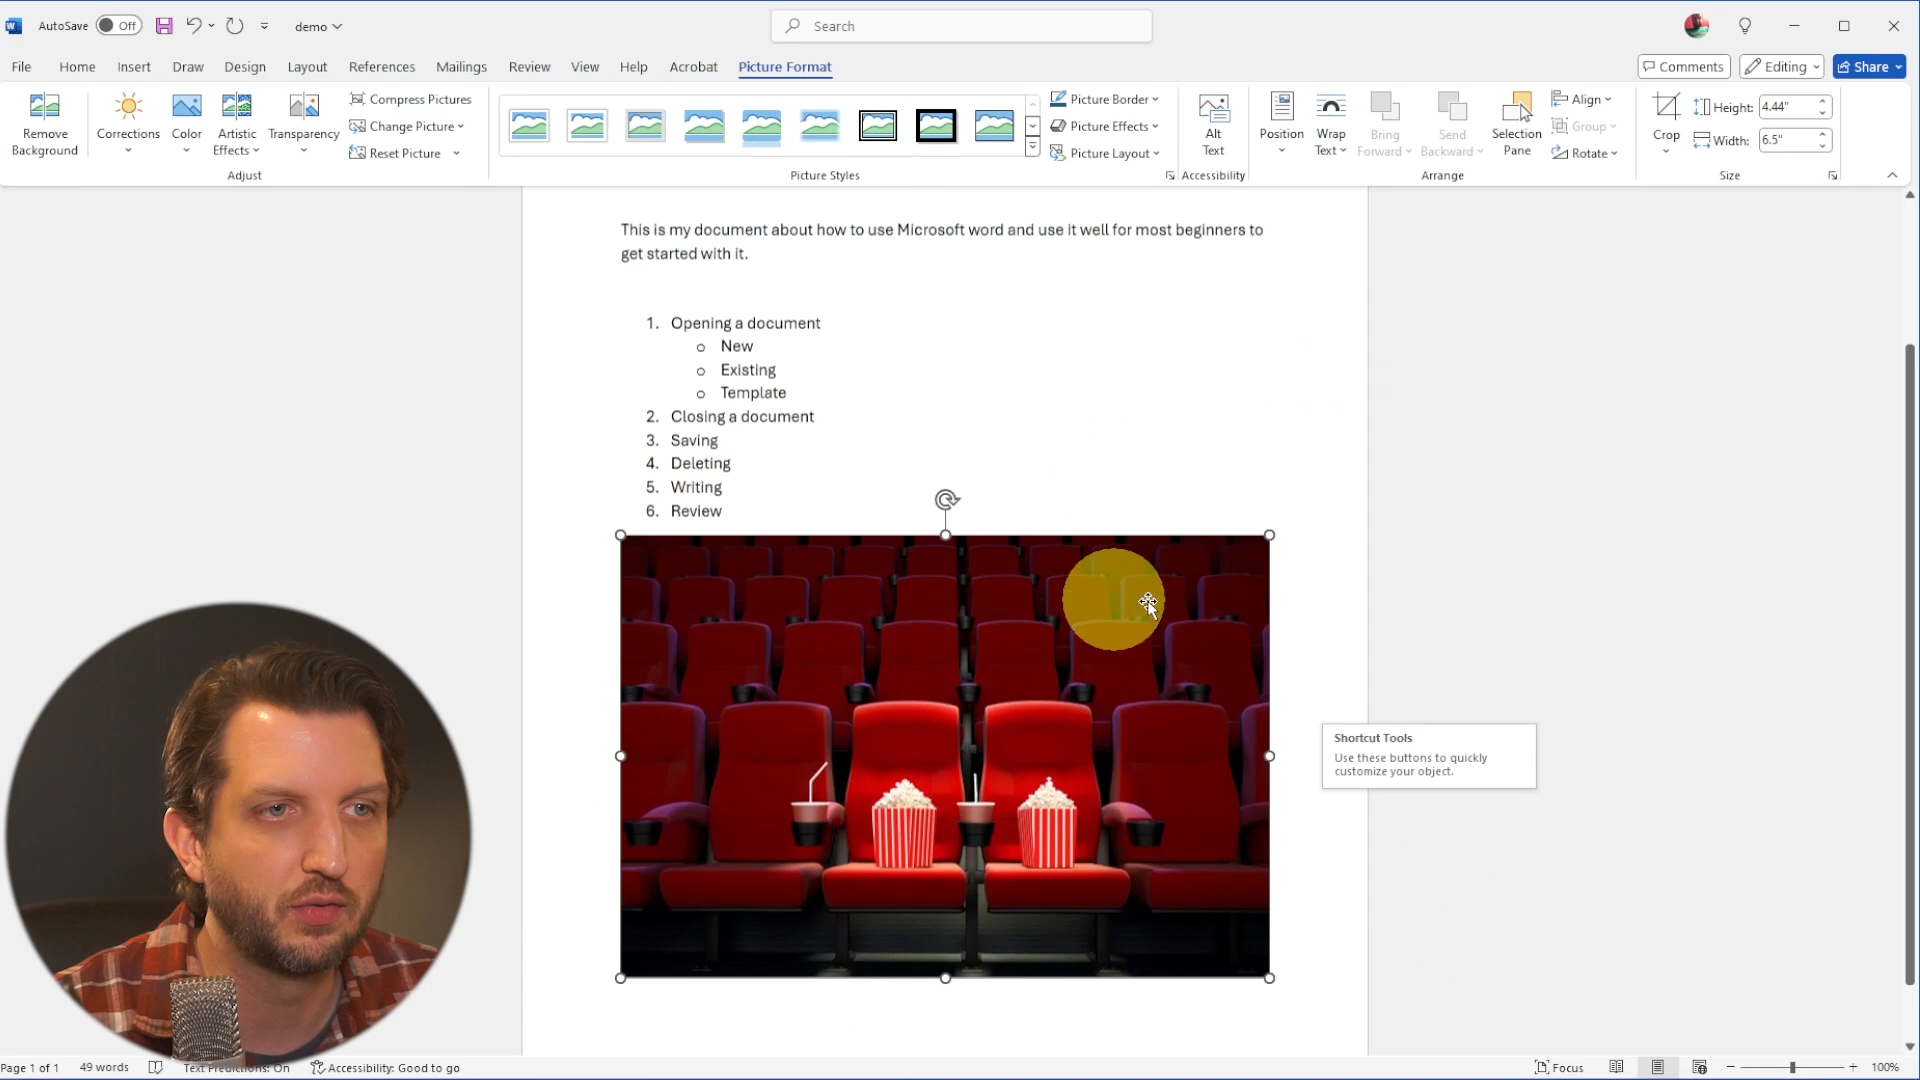 AutoSave Off demo Search
File Home Insert Draw Design Layout References Mailings Review View Help Acrobat Picture Format Comments Editing Share
Remove Background
Corrections
Color
Artistic Effects
Transparency
Compress Pictures
Change Picture
Reset Picture
Adjust
Picture Border
Picture Effects
Picture Layout
Picture Styles
Alt Text
Accessibility
Position
Wrap Text
Bring Forward
Send Backward
Selection Pane
Align
Group
Rotate
Arrange
Crop
Height: 4.44"
Width: 6.5"
Size
This is my document about how to use Microsoft word and use it well for most beginners to
get started with it.
1. Opening a document
o New
o Existing
o Template
2. Closing a document
3. Saving
4. Deleting
5. Writing
6. Review
Shortcut Tools
Use these buttons to quickly
customize your object.
Page 1 of 1 49 words Text Predictions: On Accessibility: Good to go Focus 100%